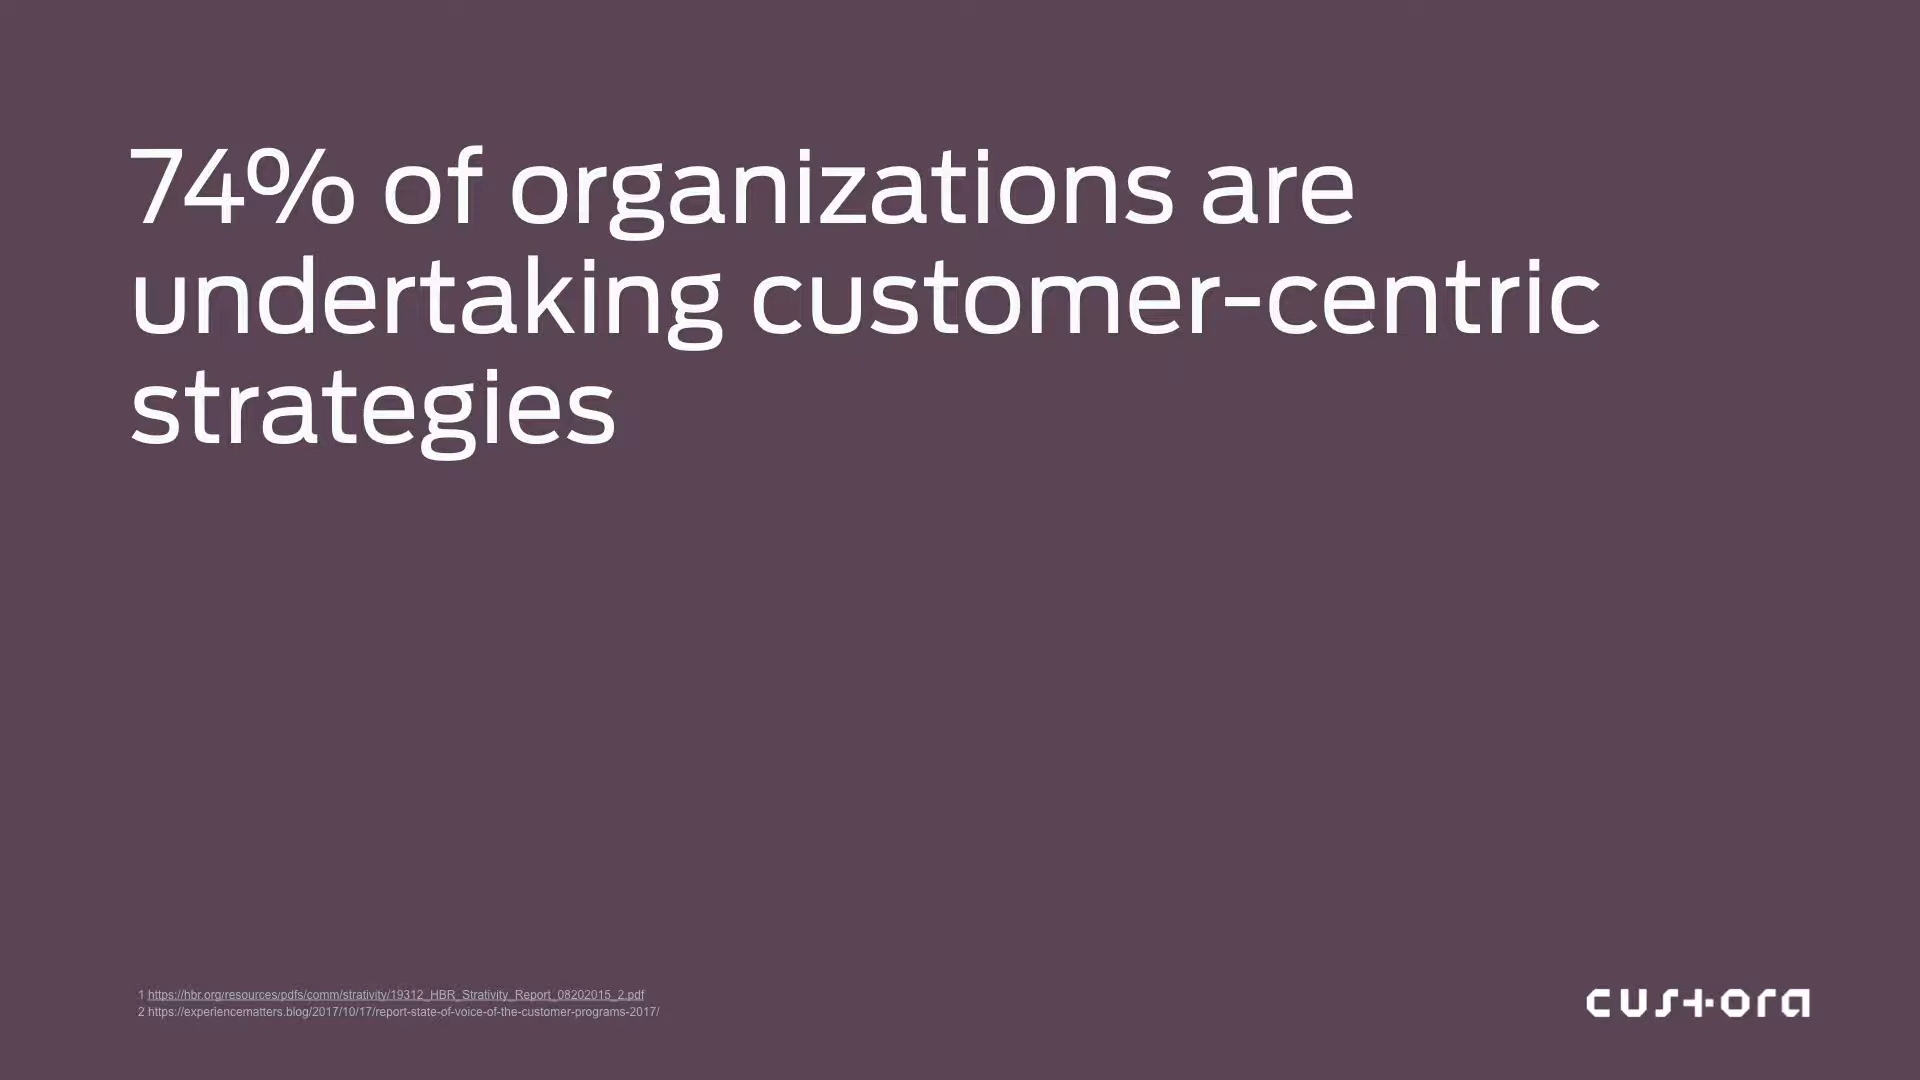 74% of organizations are
undertaking customer-centric
strategies
1 https://hbr.org/resources/pdfs/comm/strativity/19312_HBR_Strativity_Report_08202015_2.pdf
2 https://experiencematters.blog/2017/10/17/report-state-of-voice-of-the-customer-programs-2017/
custora